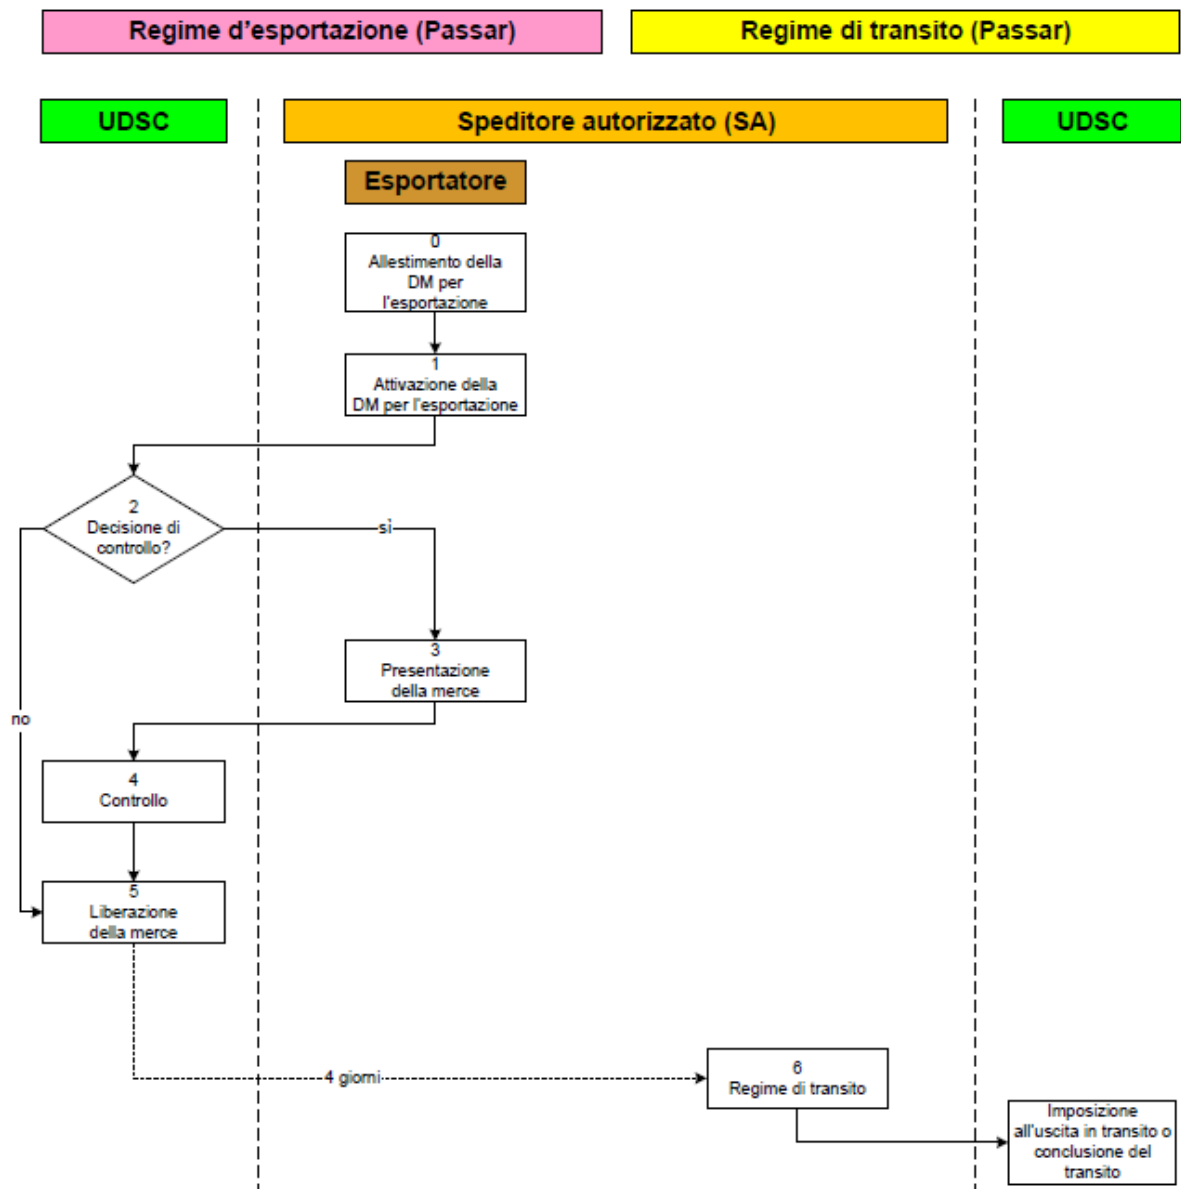 Regime d'esportazione (Passar)
Regime di transito (Passar)
UDSC
Speditore autorizzato (SA)
UDSC
Esportatore
0
Allestimento della
DM per
l'esportazione
1
Attivazione della
DM per l'esportazione
2
Decisione di
controllo?
sì
3
Presentazione
della merce
no
4
Controllo
5
Liberazione
della merce
4 giorni
6
Regime di transito
Imposizione
all'uscita in transito o
conclusione del
transito